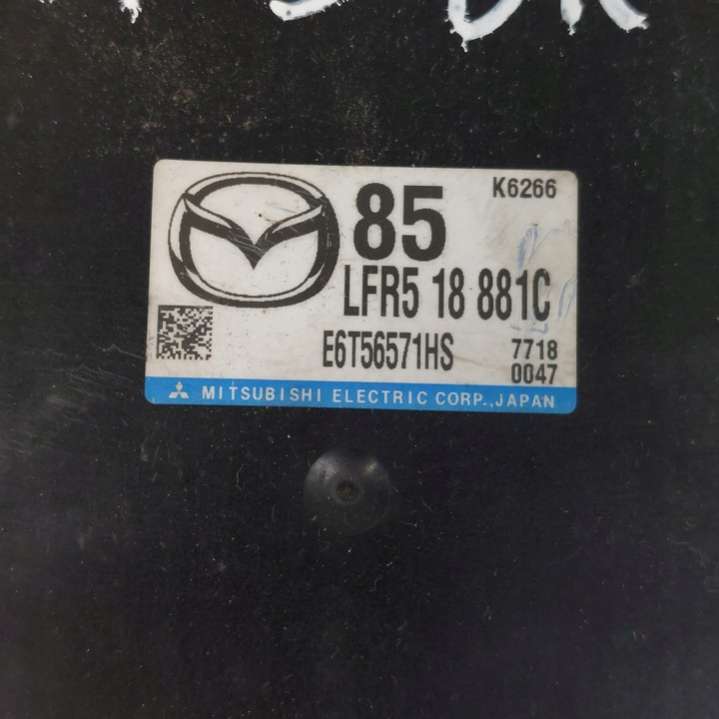 85
K6266
LFR5 18 881C
E6T56571HS
7718
0047
MITSUBISHI ELECTRIC CORP.,JAPAN